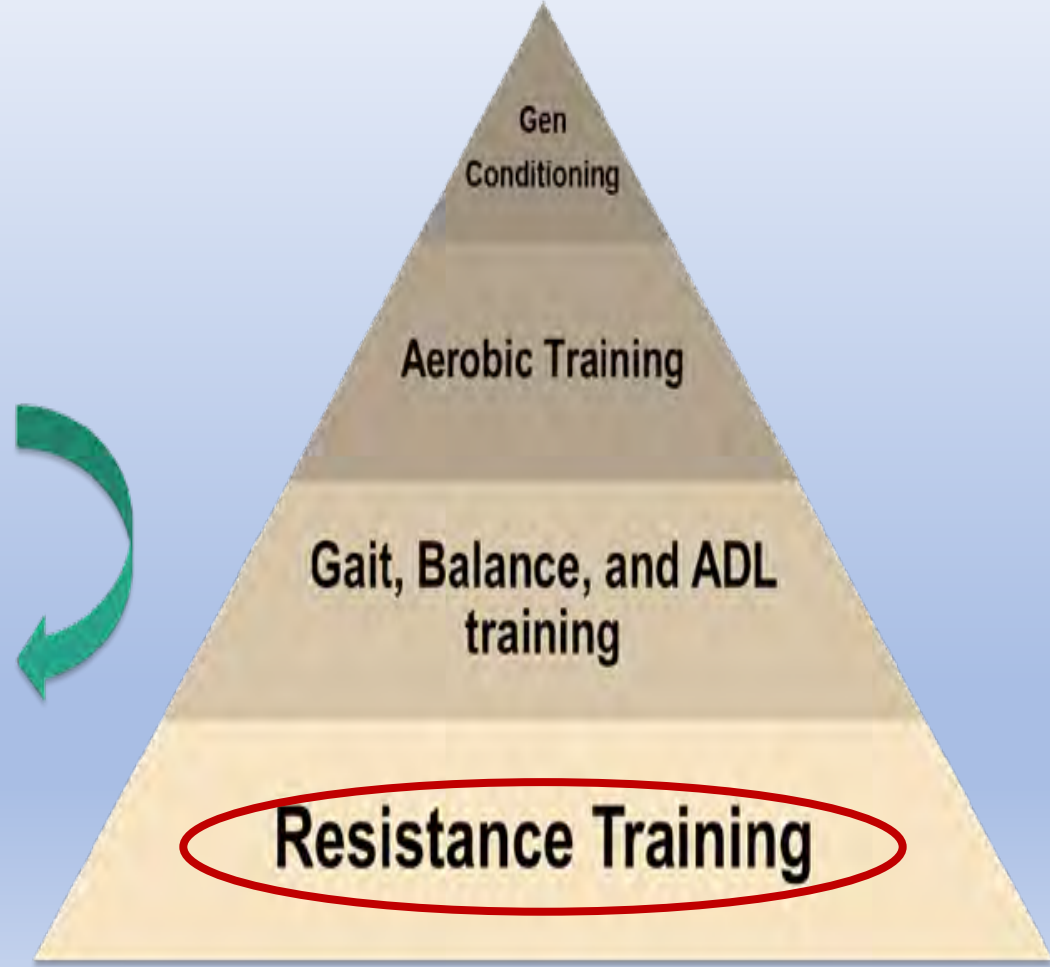 Gen
Conditioning
Aerobic Training
Gait, Balance, and ADL
training
Resistance Training